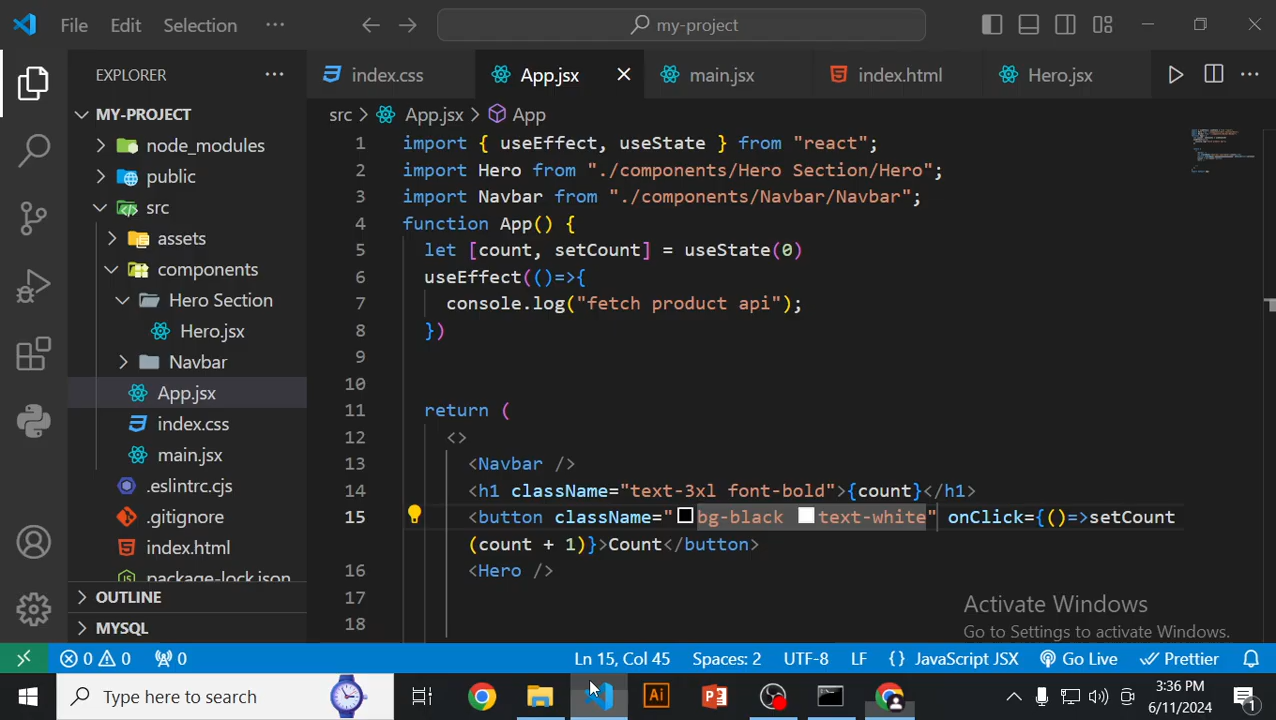 File Edit Selection ··· my-project
EXPLORER ···
index.css App.jsx main.jsx index.html Hero.jsx ···
src > App.jsx > App
MY-PROJECT
node_modules
public
src
assets
components
Hero Section
Hero.jsx
Navbar
App.jsx
index.css
main.jsx
.eslintrc.cjs
.gitignore
index.html
package-lock.json
OUTLINE
MYSQL
1 import { useEffect, useState } from "react";
2 import Hero from "./components/Hero Section/Hero";
3 import Navbar from "./components/Navbar/Navbar";
4 function App() {
5 let [count, setCount] = useState(0)
6 useEffect(()=>{
7 console.log("fetch product api");
8 })
9
10
11 return (
12 <>
13 <Navbar />
14 <h1 className="text-3xl font-bold">{count}</h1>
15 <button className="bg-black text-white" onClick={()=>setCount
(count + 1)}>Count</button>
16 <Hero />
17
18
Activate Windows
Go to Settings to activate Windows.
0 0 0 Ln 15, Col 45 Spaces: 2 UTF-8 LF {} JavaScript JSX Go Live Prettier
Type here to search Ai P 3:36 PM
6/11/2024 1